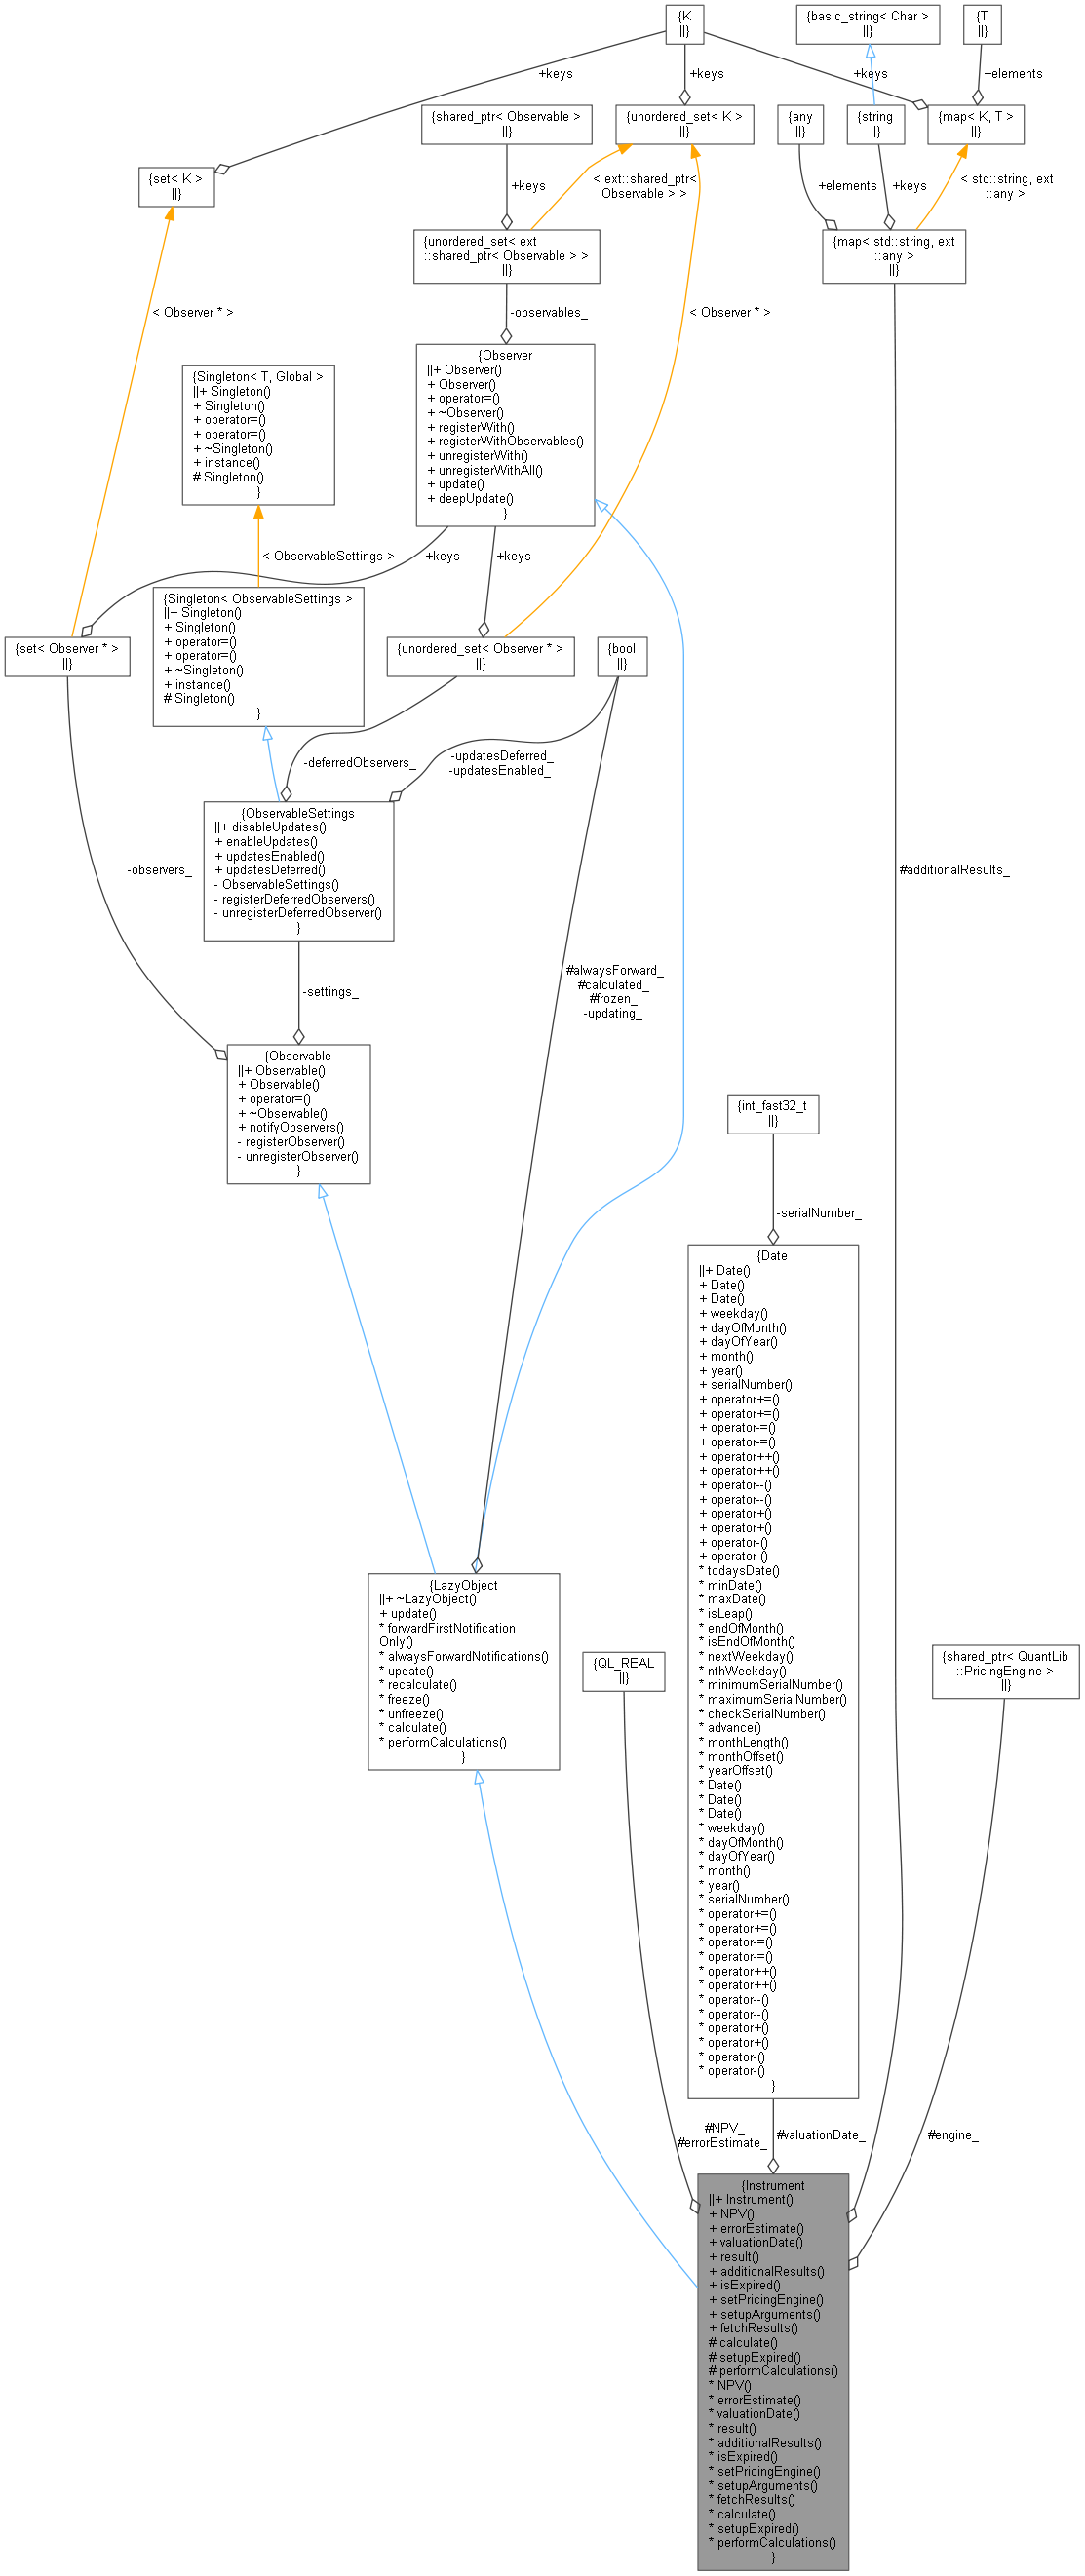 {K
||}
{basic_string< Char >
||}
{T
||}
+keys
+keys
+keys
+elements
{shared_ptr< Observable >
||}
{unordered_set< K >
||}
{any
||}
{string
||}
{map< K, T >
||}
{set< K >
||}
+keys
< ext::shared_ptr<
Observable > >
+elements
+keys
< std::string, ext
::any >
{unordered_set< ext
::shared_ptr< Observable > >
||}
{map< std::string, ext
::any >
||}
< Observer * >
-observables_
< Observer * >
{Singleton< T, Global >
||+ Singleton()
+ Singleton()
+ operator=()
+ operator=()
+ ~Singleton()
+ instance()
# Singleton()
}
{Observer
||+ Observer()
+ Observer()
+ operator=()
+ ~Observer()
+ registerWith()
+ registerWithObservables()
+ unregisterWith()
+ unregisterWithAll()
+ update()
+ deepUpdate()
}
< ObservableSettings >
+keys
+keys
{set< Observer * >
||}
{Singleton< ObservableSettings >
||+ Singleton()
+ Singleton()
+ operator=()
+ operator=()
+ ~Singleton()
+ instance()
# Singleton()
}
{unordered_set< Observer * >
||}
{bool
||}
-deferredObservers_
-updatesDeferred_
-updatesEnabled_
{ObservableSettings
||+ disableUpdates()
+ enableUpdates()
+ updatesEnabled()
+ updatesDeferred()
- ObservableSettings()
- registerDeferredObservers()
- unregisterDeferredObserver()
}
-observers_
#additionalResults_
-settings_
#alwaysForward_
#calculated_
#frozen_
-updating_
{Observable
||+ Observable()
+ Observable()
+ operator=()
+ ~Observable()
+ notifyObservers()
- registerObserver()
- unregisterObserver()
}
{int_fast32_t
||}
-serialNumber_
{Date
||+ Date()
+ Date()
+ Date()
+ weekday()
+ dayOfMonth()
+ dayOfYear()
+ month()
+ year()
+ serialNumber()
+ operator+=()
+ operator+=()
+ operator-=()
+ operator-=()
+ operator++()
+ operator++()
+ operator--()
+ operator--()
+ operator+()
+ operator+()
+ operator-()
+ operator-()
* todaysDate()
* minDate()
* maxDate()
* isLeap()
* endOfMonth()
* isEndOfMonth()
* nextWeekday()
* nthWeekday()
* minimumSerialNumber()
* maximumSerialNumber()
* checkSerialNumber()
* advance()
* monthLength()
* monthOffset()
* yearOffset()
* Date()
* Date()
* Date()
* weekday()
* dayOfMonth()
* dayOfYear()
* month()
* year()
* serialNumber()
* operator+=()
* operator+=()
* operator-=()
* operator-=()
* operator++()
* operator++()
* operator--()
* operator--()
* operator+()
* operator+()
* operator-()
* operator-()
}
{LazyObject
||+ ~LazyObject()
+ update()
* forwardFirstNotification
Only()
* alwaysForwardNotifications()
* update()
* recalculate()
* freeze()
* unfreeze()
* calculate()
* performCalculations()
}
{QL_REAL
||}
{shared_ptr< QuantLib
::PricingEngine >
||}
#NPV_
#errorEstimate_
#valuationDate_
#engine_
{Instrument
||+ Instrument()
+ NPV()
+ errorEstimate()
+ valuationDate()
+ result()
+ additionalResults()
+ isExpired()
+ setPricingEngine()
+ setupArguments()
+ fetchResults()
# calculate()
# setupExpired()
# performCalculations()
* NPV()
* errorEstimate()
* valuationDate()
* result()
* additionalResults()
* isExpired()
* setPricingEngine()
* setupArguments()
* fetchResults()
* calculate()
* setupExpired()
* performCalculations()
}